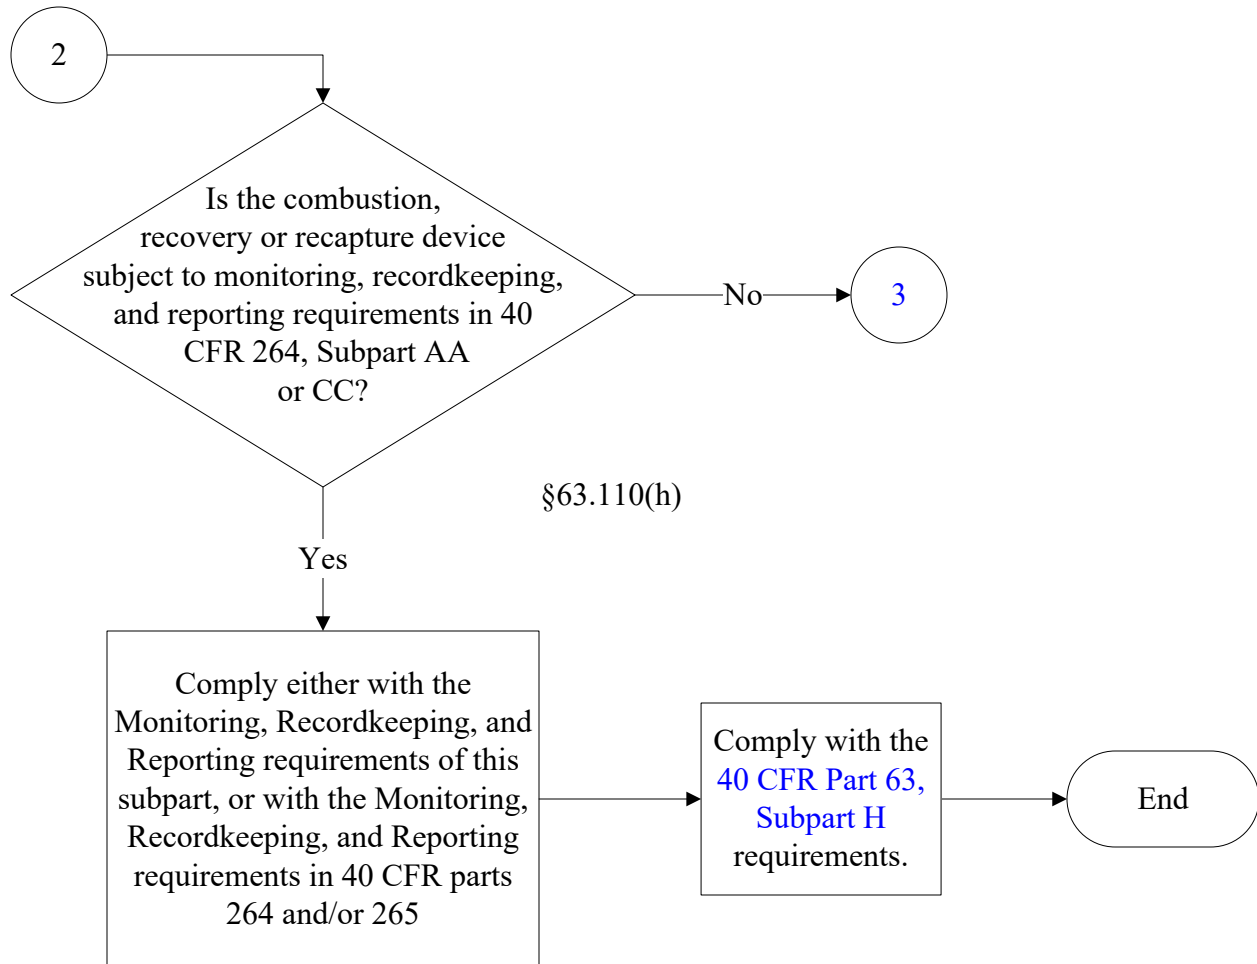 2
Is the combustion,
recovery or recapture device
subject to monitoring, recordkeeping,
and reporting requirements in 40
CFR 264, Subpart AA
or CC?
No
3
§63.110(h)
Yes
Comply either with the
Monitoring, Recordkeeping, and
Reporting requirements of this
subpart, or with the Monitoring,
Recordkeeping, and Reporting
requirements in 40 CFR parts
264 and/or 265
Comply with the
40 CFR Part 63,
Subpart H
requirements.
End